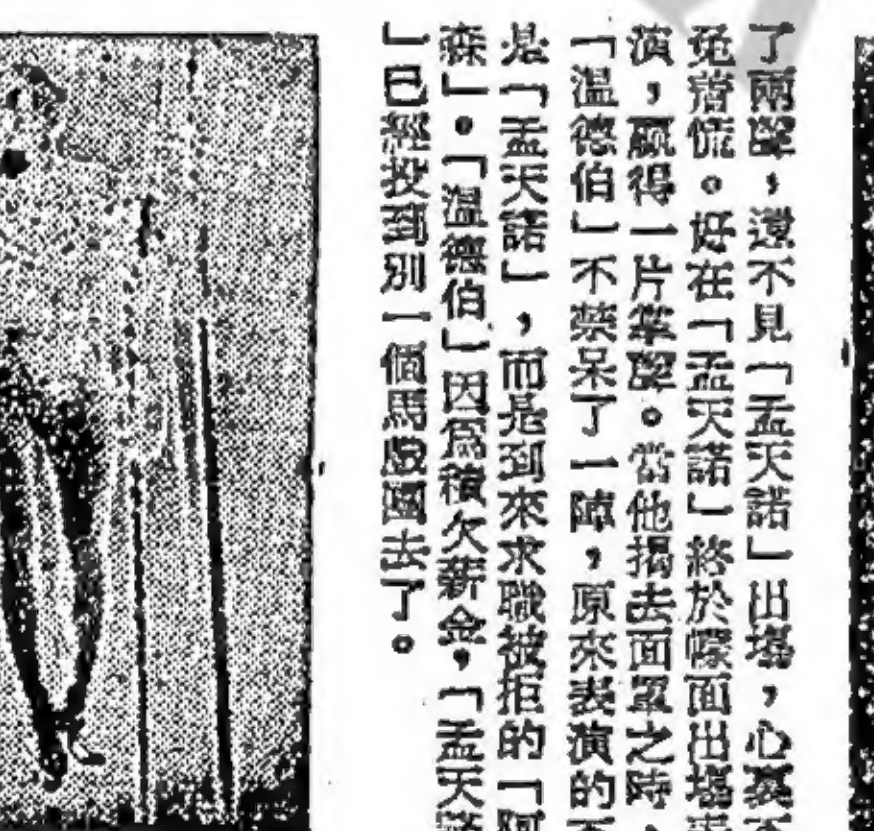 了兩聲，還不見「孟天諾」出場，心裏不
免着慌。好在「孟天諾」終於幪面出場表
演，贏得一片掌聲。當他揭去面罩之時，
「溫德伯」不禁呆了一陣，原來表演的不
是「孟天諾」，而是到來求職被拒的「阿
森」。「溫德伯」因爲積欠薪金，「孟天諾
」已經投到別一個馬戲團去了。